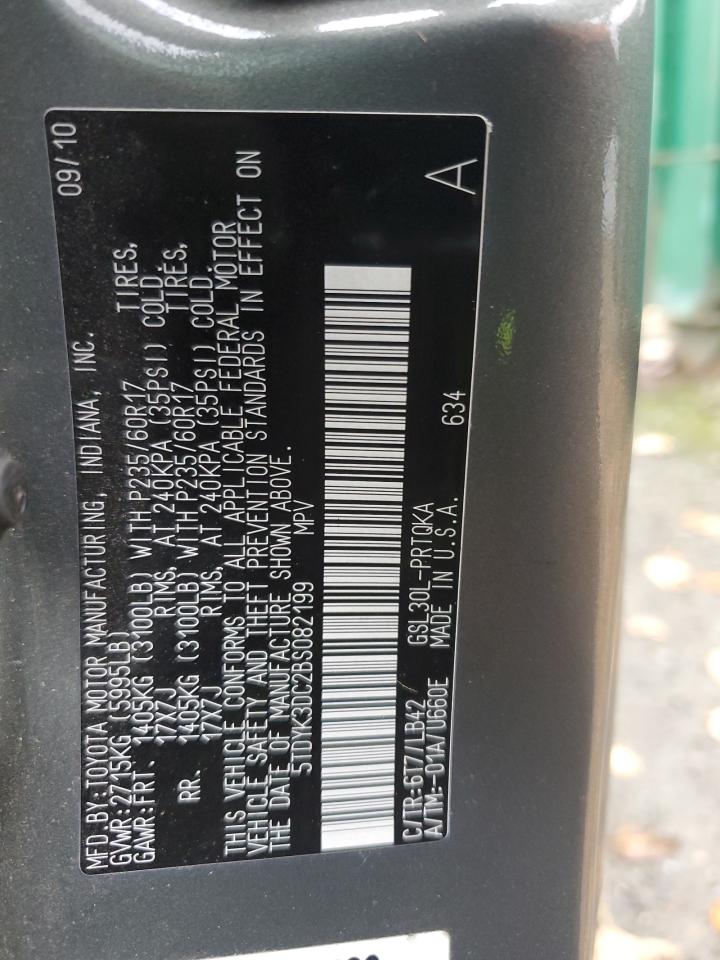 MFD.BY:TOYOTA MOTOR MANUFACTURING, INDIANA, INC. 09/10
GVWR:2715KG (5995LB)
GAWR:FRT. 1405KG (3100LB) WITH P235/60R17 TIRES,
17X7J RIMS, AT 240KPA (35PSI) COLD.
RR. 1405KG (3100LB) WITH P235/60R17 TIRES,
17X7J RIMS, AT 240KPA (35PSI) COLD.
THIS VEHICLE CONFORMS TO ALL APPLICABLE FEDERAL MOTOR
VEHICLE SAFETY AND THEFT PREVENTION STANDARDS IN EFFECT ON
THE DATE OF MANUFACTURE SHOWN ABOVE.
5TDYK3DC2BS082199 MPV
C/TR:6T7/LB42 GSL30L-PRTQKA
A/TM:-01A/U660E MADE IN U.S.A. 634 A